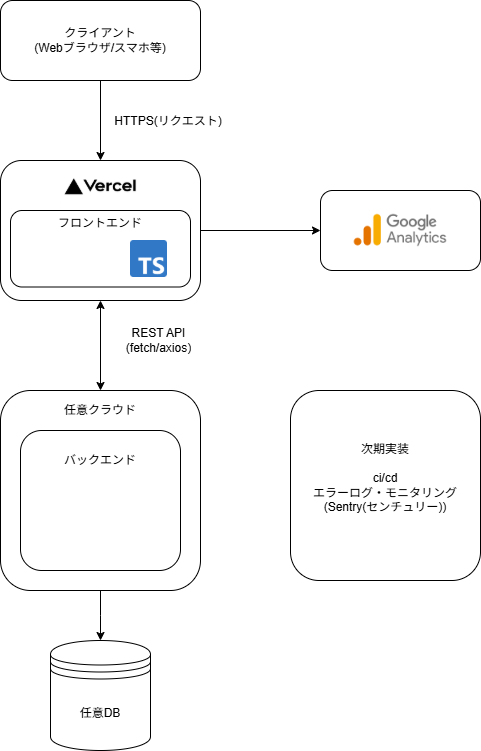 クライアント
(Webブラウザ/スマホ等)
HTTPS(リクエスト)
Vercel
フロントエンド
TS
Google
Analytics
REST API
(fetch/axios)
任意クラウド
バックエンド
次期実装
ci/cd
エラーログ・モニタリング
(Sentry(センチュリー))
任意DB